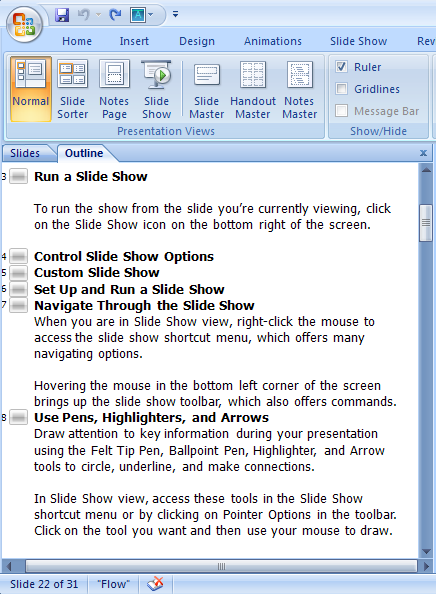 Home Insert Design Animations Slide Show Rev
Normal Slide Sorter Notes Page Slide Show Slide Master Handout Master Notes Master
Presentation Views
Ruler
Gridlines
Message Bar
Show/Hide
Slides Outline x
3 Run a Slide Show
To run the show from the slide you're currently viewing, click
on the Slide Show icon on the bottom right of the screen.
4 Control Slide Show Options
5 Custom Slide Show
6 Set Up and Run a Slide Show
7 Navigate Through the Slide Show
When you are in Slide Show view, right-click the mouse to
access the slide show shortcut menu, which offers many
navigating options.
Hovering the mouse in the bottom left corner of the screen
brings up the slide show toolbar, which also offers commands.
8 Use Pens, Highlighters, and Arrows
Draw attention to key information during your presentation
using the Felt Tip Pen, Ballpoint Pen, Highlighter, and Arrow
tools to circle, underline, and make connections.
In Slide Show view, access these tools in the Slide Show
shortcut menu or by clicking on Pointer Options in the toolbar.
Click on the tool you want and then use your mouse to draw.
Slide 22 of 31 "Flow"